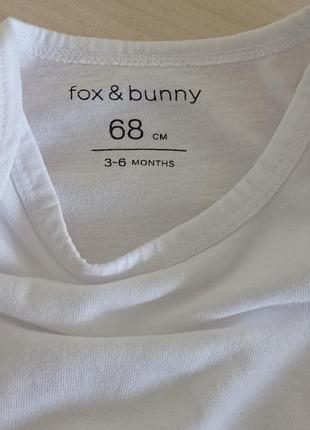 fox & bunny
68 CM
3-6 MONTHS